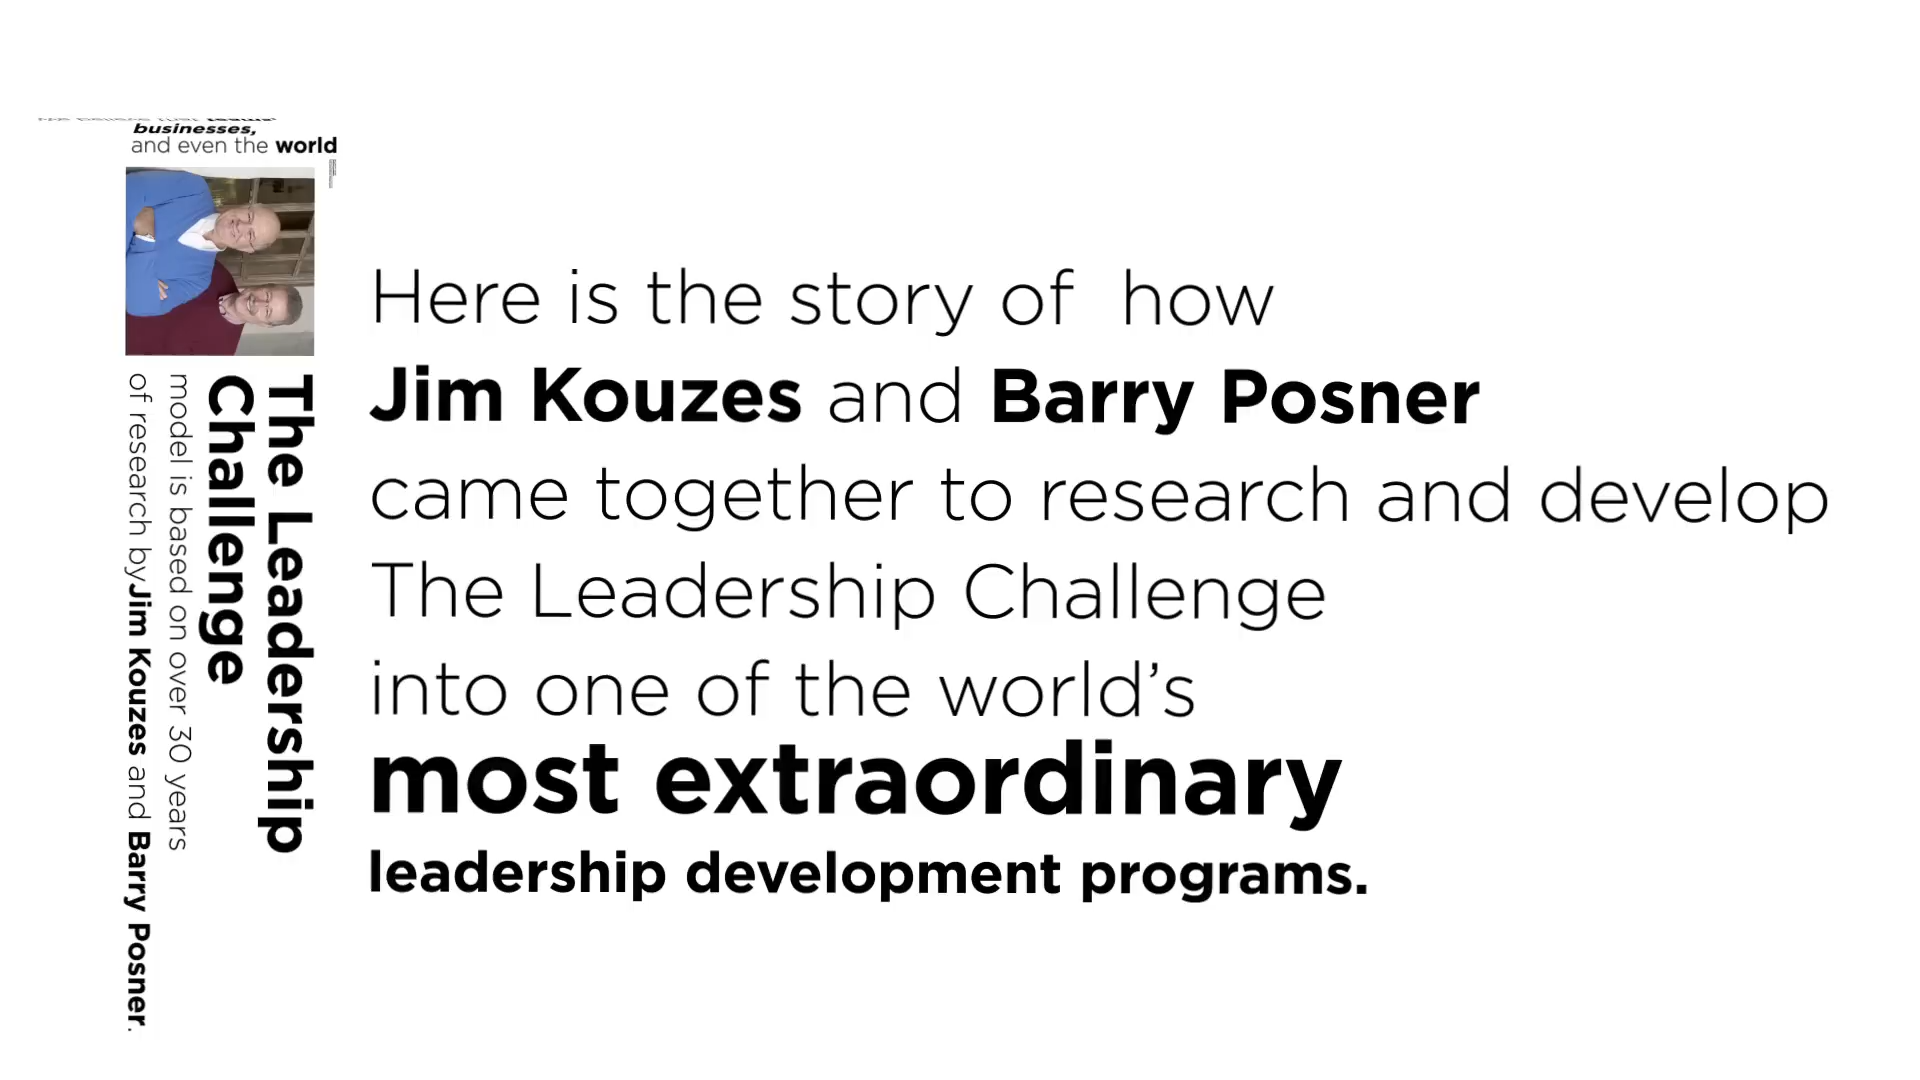 businesses,
and even the world
The Leadership
Challenge
model is based on over 30 years
of research by Jim Kouzes and Barry Posner.
Here is the story of how
Jim Kouzes and Barry Posner
came together to research and develop
The Leadership Challenge
into one of the world’s
most extraordinary
leadership development programs.